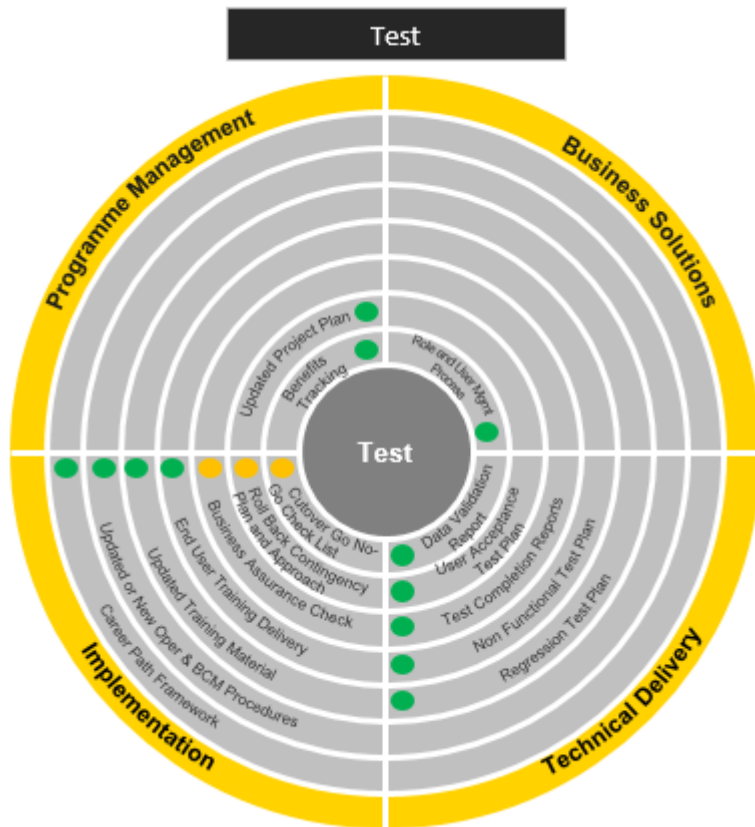 Test
Programme Management
Business Solutions
Updated Project Plan
Benefits
Tracking
Role and User Mgmt
Process
Test
Cutover Go No-
Go Check List
Roll Back Contingency
Plan and Approach
Business Assurance Check
End User Training Delivery
Updated Training Material
Updated or New Oper & BCM Procedures
Career Path Framework
Data Validation
Report
User Acceptance
Test Plan
Test Completion Reports
Non Functional Test Plan
Regression Test Plan
Implementation
Technical Delivery